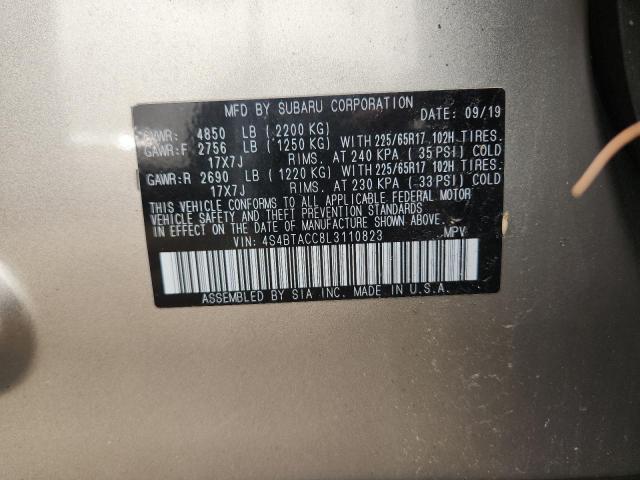 MFD BY SUBARU CORPORATION DATE: 09/19
GVWR: 4850 LB (2200 KG)
GAWR:F 2756 LB (1250 KG) WITH 225/65R17 102H TIRES.
17X7J RIMS. AT 240 KPA (35 PSI) COLD
GAWR:R 2690 LB (1220 KG) WITH 225/65R17 102H TIRES.
17X7J RIMS. AT 230 KPA (33 PSI) COLD
THIS VEHICLE CONFORMS TO ALL APPLICABLE FEDERAL MOTOR
VEHICLE SAFETY AND THEFT PREVENTION STANDARDS
IN EFFECT ON THE DATE OF MANUFACTURE SHOWN ABOVE.
VIN: 4S4BTACC8L3110823 MPV
ASSEMBLED BY SIA INC. MADE IN U.S.A.